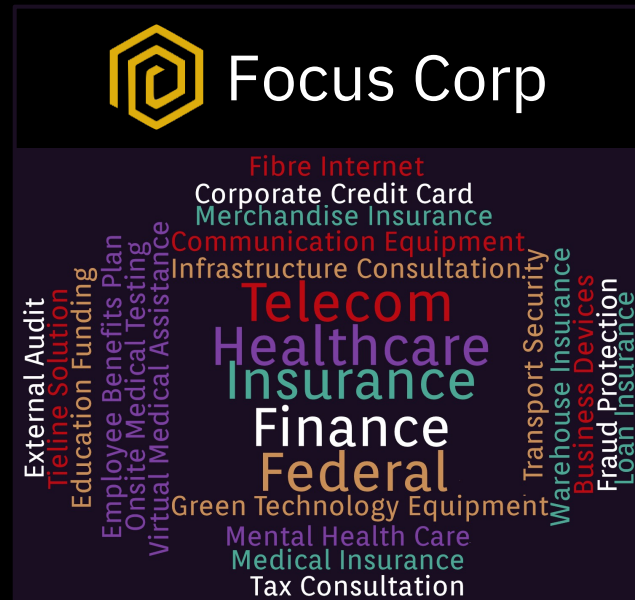 Focus Corp
Fibre Internet
Corporate Credit Card
Merchandise Insurance
Communication Equipment
Infrastructure Consultation
Telecom
Healthcare
Insurance
Finance
Federal
Green Technology Equipment
Mental Health Care
Medical Insurance
Tax Consultation
External Audit
Tieline Solution
Education Funding
Employee Benefits Plan
Onsite Medical Testing
Virtual Medical Assistance
Transport Security
Warehouse Insurance
Business Devices
Fraud Protection
Loan Insurance